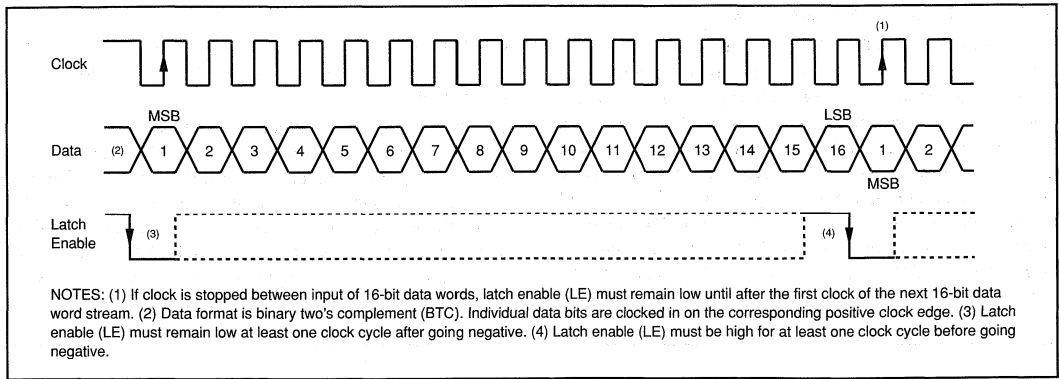 (1)
Clock
MSB
LSB
Data
(2) 1 2 3 4 5 6 7 8 9 10 11 12 13 14 15 16 1 2
MSB
Latch
Enable
(3)
(4)
NOTES: (1) If clock is stopped between input of 16-bit data words, latch enable (LE) must remain low until after the first clock of the next 16-bit data
word stream. (2) Data format is binary two's complement (BTC). Individual data bits are clocked in on the corresponding positive clock edge. (3) Latch
enable (LE) must remain low at least one clock cycle after going negative. (4) Latch enable (LE) must be high for at least one clock cycle before going
negative.